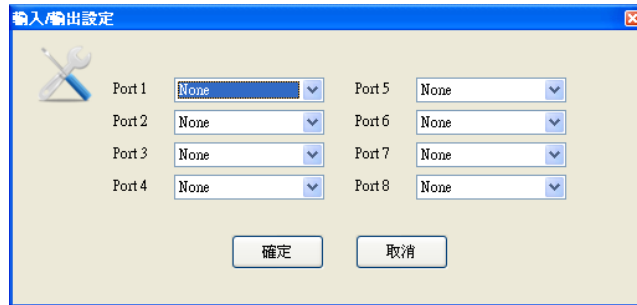 輸入/輸出設定
Port 1 None Port 5 None
Port 2 None Port 6 None
Port 3 None Port 7 None
Port 4 None Port 8 None
確定 取消